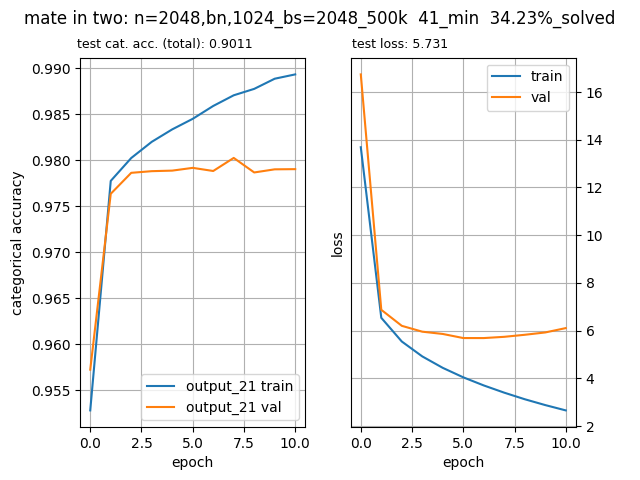 mate in two: n=2048,bn,1024_bs=2048_500k  41_min  34.23%_solved
test cat. acc. (total): 0.9011
test loss: 5.731
0.990
0.985
0.980
0.975
0.970
0.965
0.960
0.955
categorical accuracy
output_21 train
output_21 val
0.0
2.5
5.0
7.5
10.0
epoch
train
val
16
14
12
10
8
6
4
2
loss
0.0
2.5
5.0
7.5
10.0
epoch